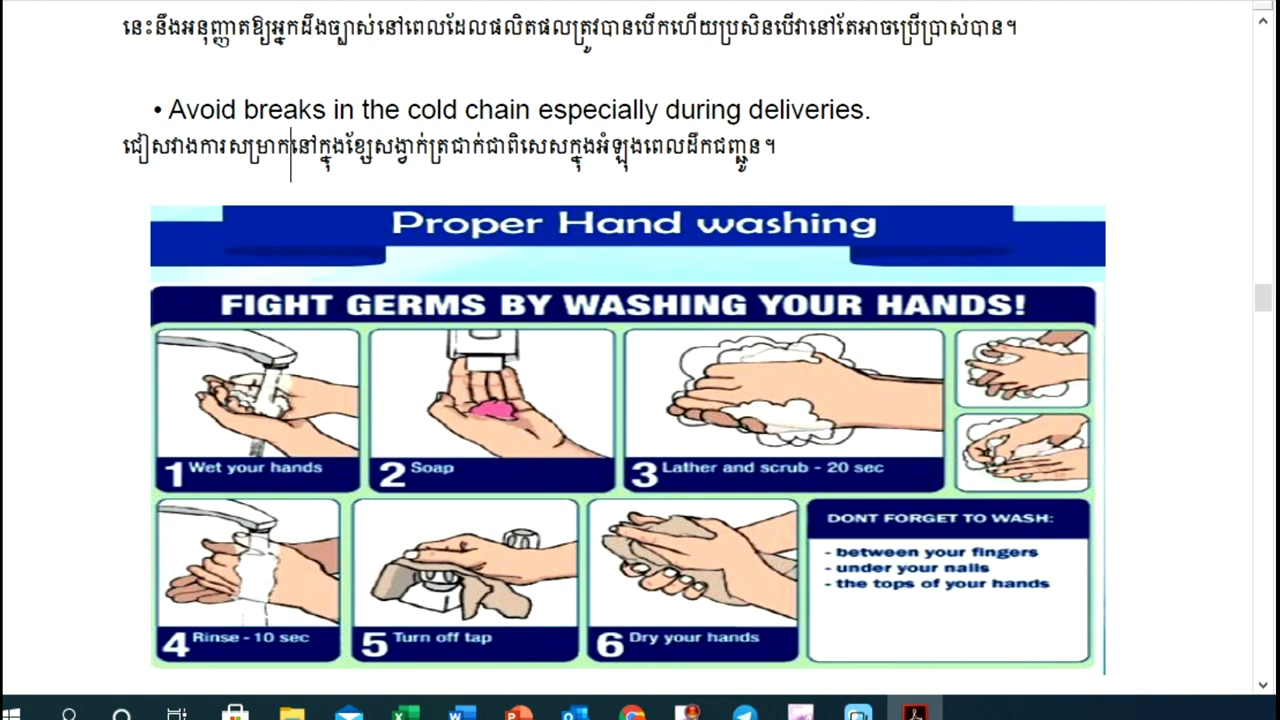 នេះនឹងអនុញ្ញាតឱ្យអ្នកដឹងច្បាស់នៅពេលដែលផលិតផលត្រូវបានបើកហើយប្រសិនបើវានៅតែអាចប្រើប្រាស់បាន។
• Avoid breaks in the cold chain especially during deliveries.
ជៀសវាងការសម្រាកនៅក្នុងខ្សែសង្វាក់ត្រជាក់ជាពិសេសក្នុងអំឡុងពេលដឹកជញ្ជូន។
Proper Hand washing
FIGHT GERMS BY WASHING YOUR HANDS!
1 Wet your hands
2 Soap
3 Lather and scrub - 20 sec
4 Rinse - 10 sec
5 Turn off tap
6 Dry your hands
DONT FORGET TO WASH:
- between your fingers
- under your nails
- the tops of your hands